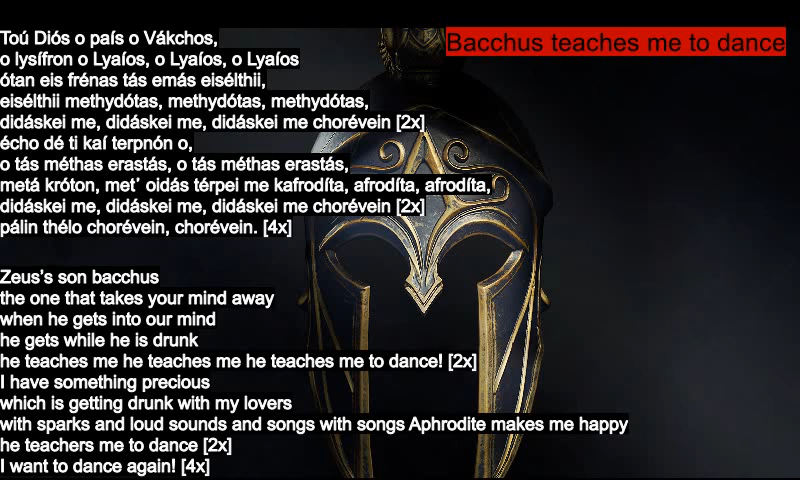 Bacchus teaches me to dance
Toú Diós o país o Vákchos,
o lysífron o Lyaíos, o Lyaíos, o Lyaíos
ótan eis frénas tás emás eisélthii,
eisélthii methydótas, methydótas, methydótas,
didáskei me, didáskei me, didáskei me chorévein [2x]
écho dé ti kaí terpnón o,
o tás méthas erastás, o tás méthas erastás,
metá króton, met’ oidás térpei me kafrodíta, afrodíta, afrodíta,
didáskei me, didáskei me, didáskei me chorévein [2x]
pálin thélo chorévein, chorévein. [4x]
Zeus’s son bacchus
the one that takes your mind away
when he gets into our mind
he gets while he is drunk
he teaches me he teaches me he teaches me to dance! [2x]
I have something precious
which is getting drunk with my lovers
with sparks and loud sounds and songs with songs Aphrodite makes me happy
he teachers me to dance [2x]
I want to dance again! [4x]